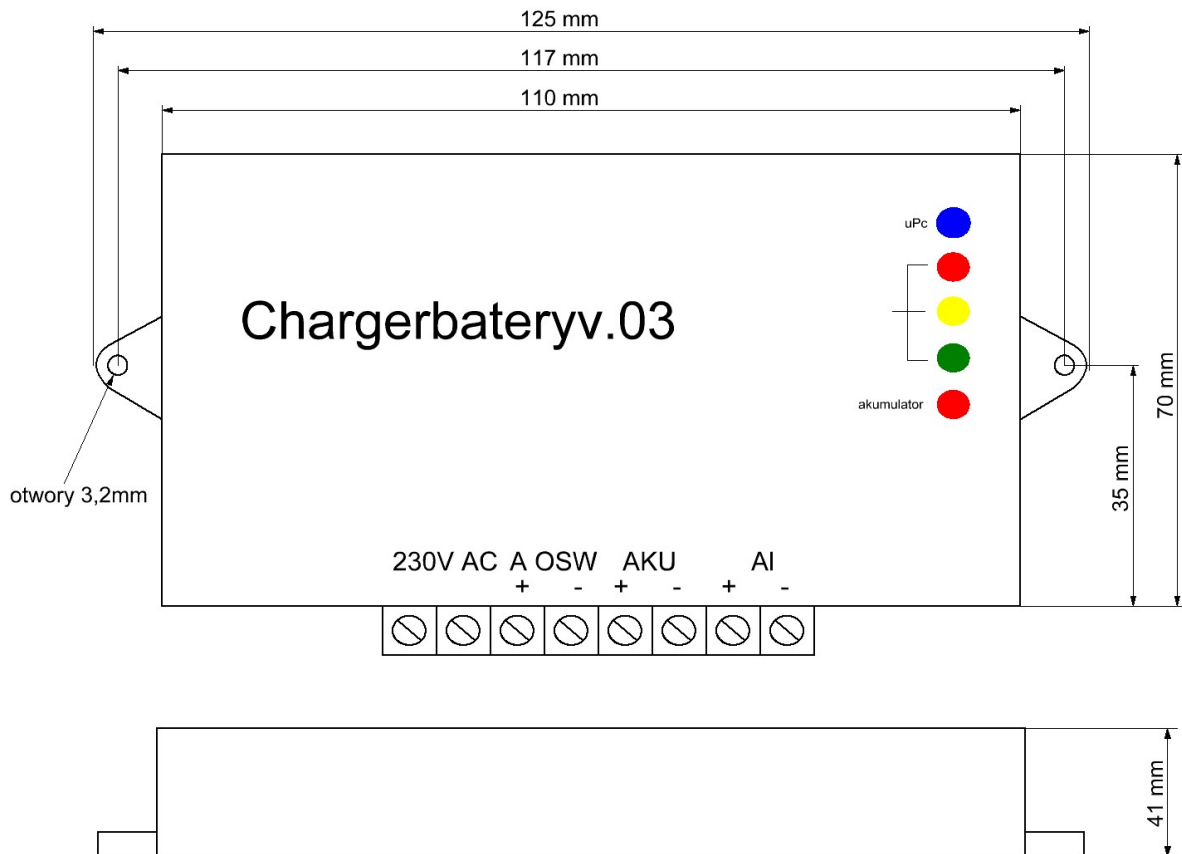 125 mm
117 mm
110 mm
uPc
Chargerbateryv.03
akumulator
70 mm
35 mm
otwory 3,2mm
230V AC A OSW AKU AI
+ - + - + -
41 mm